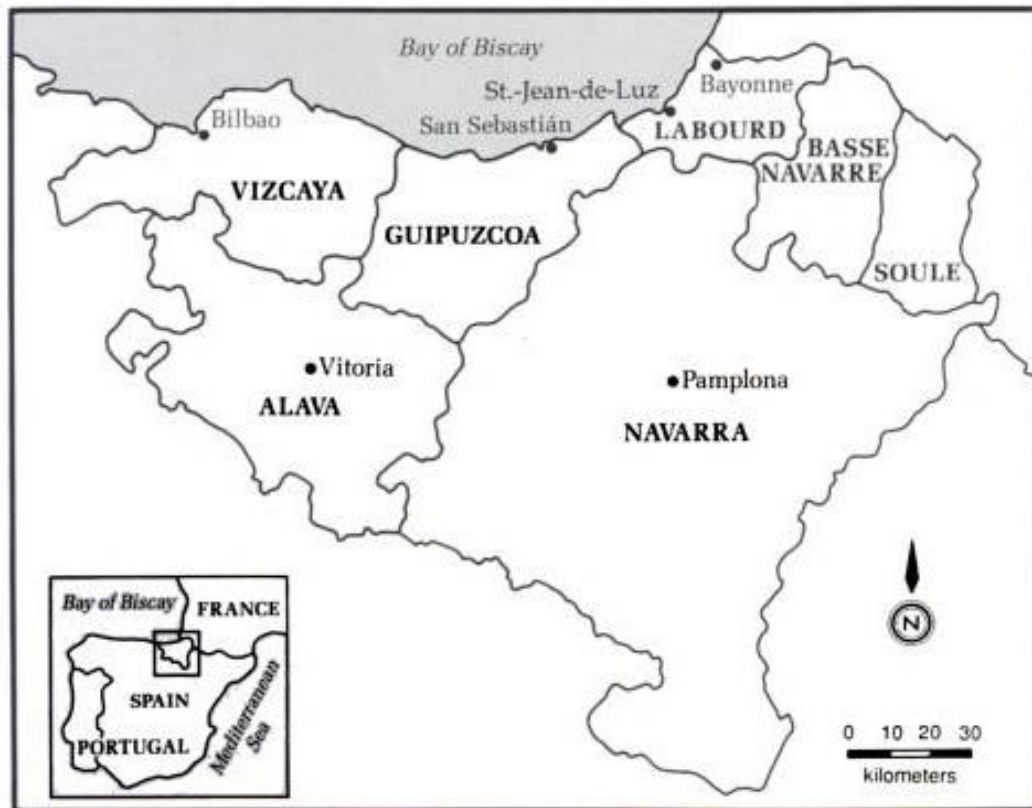 Bay of Biscay
St.-Jean-de-Luz
Bayonne
Bilbao
San Sebastián
LABOURD
BASSE
NAVARRE
VIZCAYA
GUIPUZCOA
SOULE
Vitoria
Pamplona
ALAVA
NAVARRA
Bay of Biscay
FRANCE
SPAIN
PORTUGAL
Mediterranean
Sea
N
0 10 20 30
kilometers